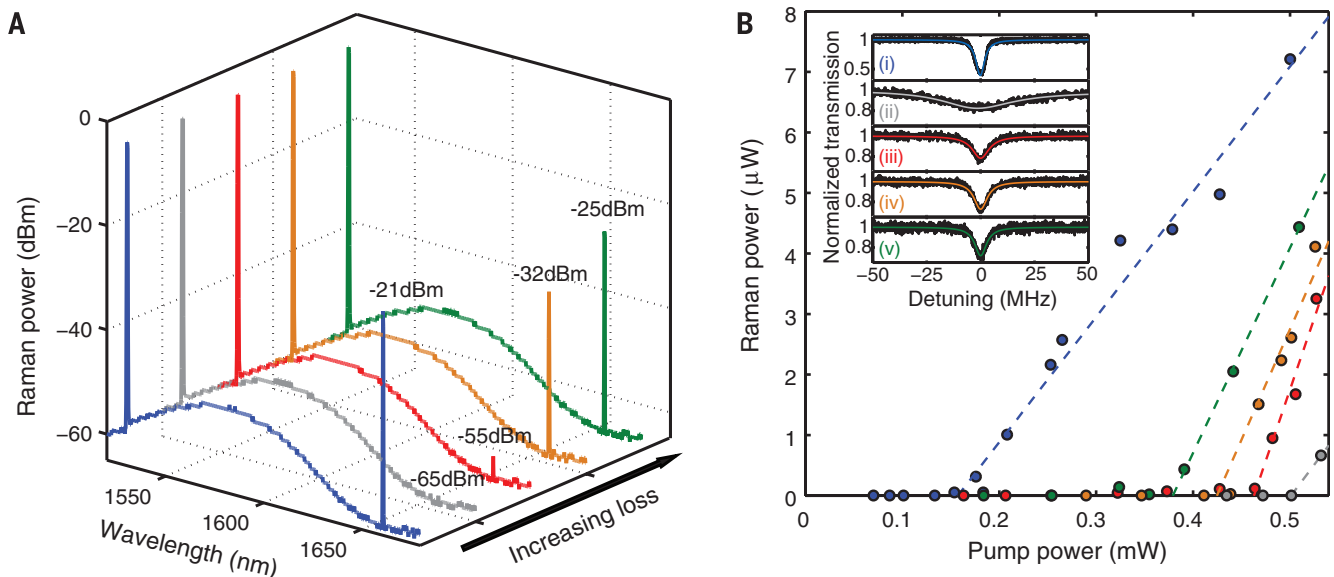 A
Raman power (dBm)
0
−20
−40
−60
1550
1600
1650
Wavelength (nm)
Increasing loss
-21dBm
-65dBm
-55dBm
-32dBm
-25dBm
B
Raman power ( μW)
8
7
6
5
4
3
2
1
0
0
0.1
0.2
0.3
0.4
0.5
Pump power (mW)
Normalized transmission
1
0.5
(i)
1
0.8
(ii)
1
0.8
(iii)
1
0.8
(iv)
1
0.8
(v)
−50
−25
0
25
50
Detuning (MHz)